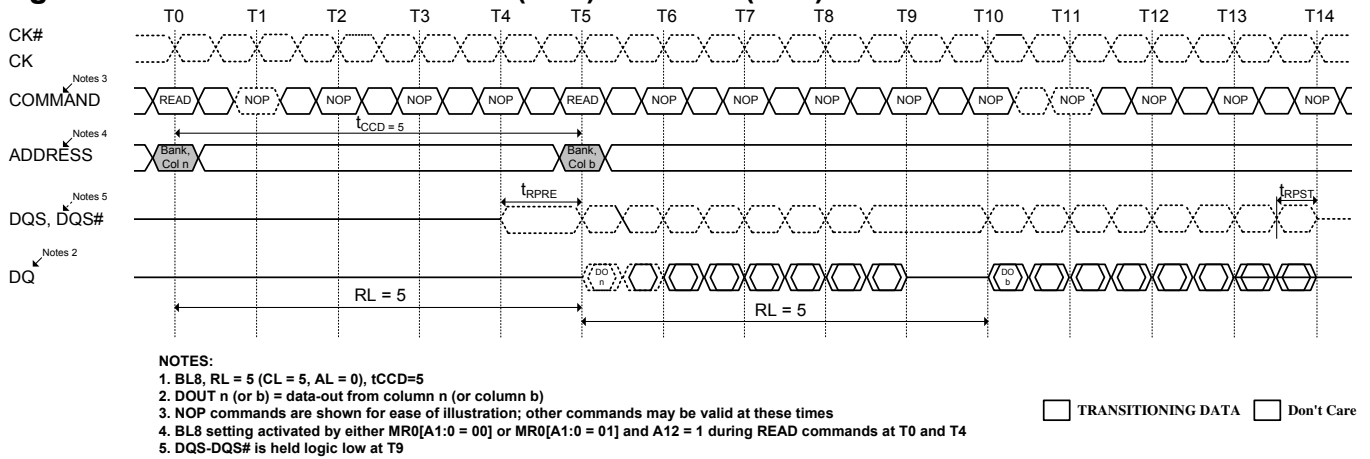 T0 T1 T2 T3 T4 T5 T6 T7 T8 T9 T10 T11 T12 T13 T14
CK#
CK
Notes 3
COMMAND
READ NOP NOP NOP NOP READ NOP NOP NOP NOP NOP NOP NOP NOP
tCCD = 5
Notes 4
ADDRESS
Bank, Col n
Bank, Col b
Notes 5
DQS, DQS#
tRPRE
tRPST
Notes 2
DQ
DO n
DO b
RL = 5
RL = 5
NOTES:
1. BL8, RL = 5 (CL = 5, AL = 0), tCCD=5
2. DOUT n (or b) = data-out from column n (or column b)
3. NOP commands are shown for ease of illustration; other commands may be valid at these times
4. BL8 setting activated by either MR0[A1:0 = 00] or MR0[A1:0 = 01] and A12 = 1 during READ commands at T0 and T4
5. DQS-DQS# is held logic low at T9
TRANSITIONING DATA
Don't Care